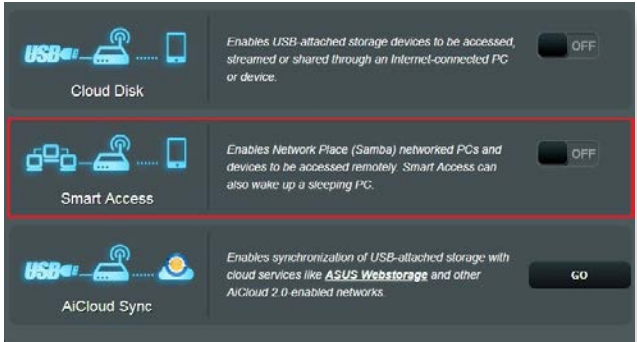 USB
Cloud Disk
Enables USB-attached storage devices to be accessed,
streamed or shared through an Internet-connected PC
or device.
OFF
Smart Access
Enables Network Place (Samba) networked PCs and
devices to be accessed remotely. Smart Access can
also wake up a sleeping PC.
OFF
USB
AiCloud Sync
Enables synchronization of USB-attached storage with
cloud services like ASUS Webstorage and other
AiCloud 2.0-enabled networks.
GO